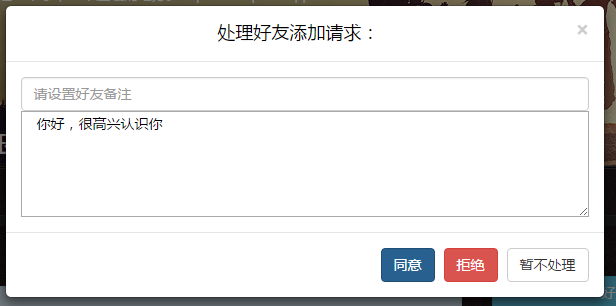 处理好友添加请求：
×
请设置好友备注
你好，很高兴认识你
同意
拒绝
暂不处理
好